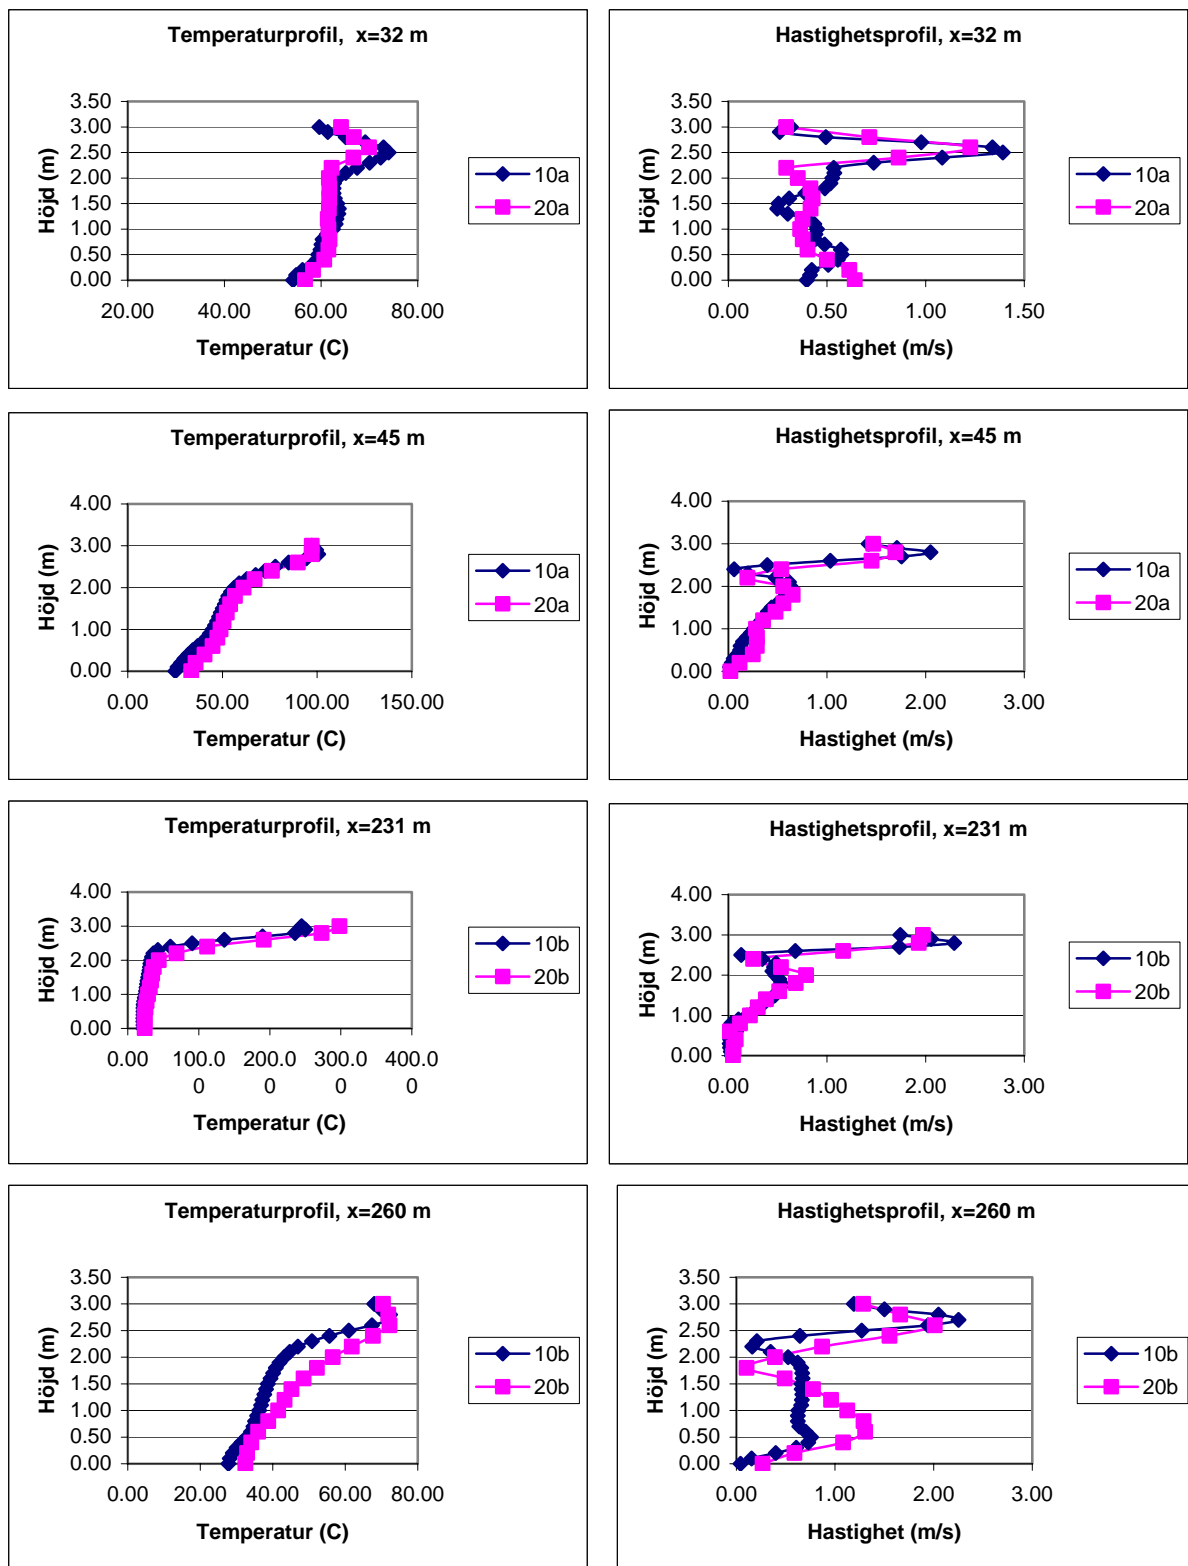 Temperaturprofil, x=32 m
Höjd (m)
3.50
3.00
2.50
2.00
1.50
1.00
0.50
0.00
20.00 40.00 60.00 80.00
Temperatur (C)
10a
20a
Hastighetsprofil, x=32 m
Höjd (m)
3.50
3.00
2.50
2.00
1.50
1.00
0.50
0.00
0.00 0.50 1.00 1.50
Hastighet (m/s)
10a
20a
Temperaturprofil, x=45 m
Höjd (m)
4.00
3.00
2.00
1.00
0.00
0.00 50.00 100.00 150.00
Temperatur (C)
10a
20a
Hastighetsprofil, x=45 m
Höjd (m)
4.00
3.00
2.00
1.00
0.00
0.00 1.00 2.00 3.00
Hastighet (m/s)
10a
20a
Temperaturprofil, x=231 m
Höjd (m)
4.00
3.00
2.00
1.00
0.00
0.00 100.0 200.0 300.0 400.0
0 0 0 0
Temperatur (C)
10b
20b
Hastighetsprofil, x=231 m
Höjd (m)
4.00
3.00
2.00
1.00
0.00
0.00 1.00 2.00 3.00
Hastighet (m/s)
10b
20b
Temperaturprofil, x=260 m
Höjd (m)
3.50
3.00
2.50
2.00
1.50
1.00
0.50
0.00
0.00 20.00 40.00 60.00 80.00
Temperatur (C)
10b
20b
Hastighetsprofil, x=260 m
Höjd (m)
3.50
3.00
2.50
2.00
1.50
1.00
0.50
0.00
0.00 1.00 2.00 3.00
Hastighet (m/s)
10b
20b